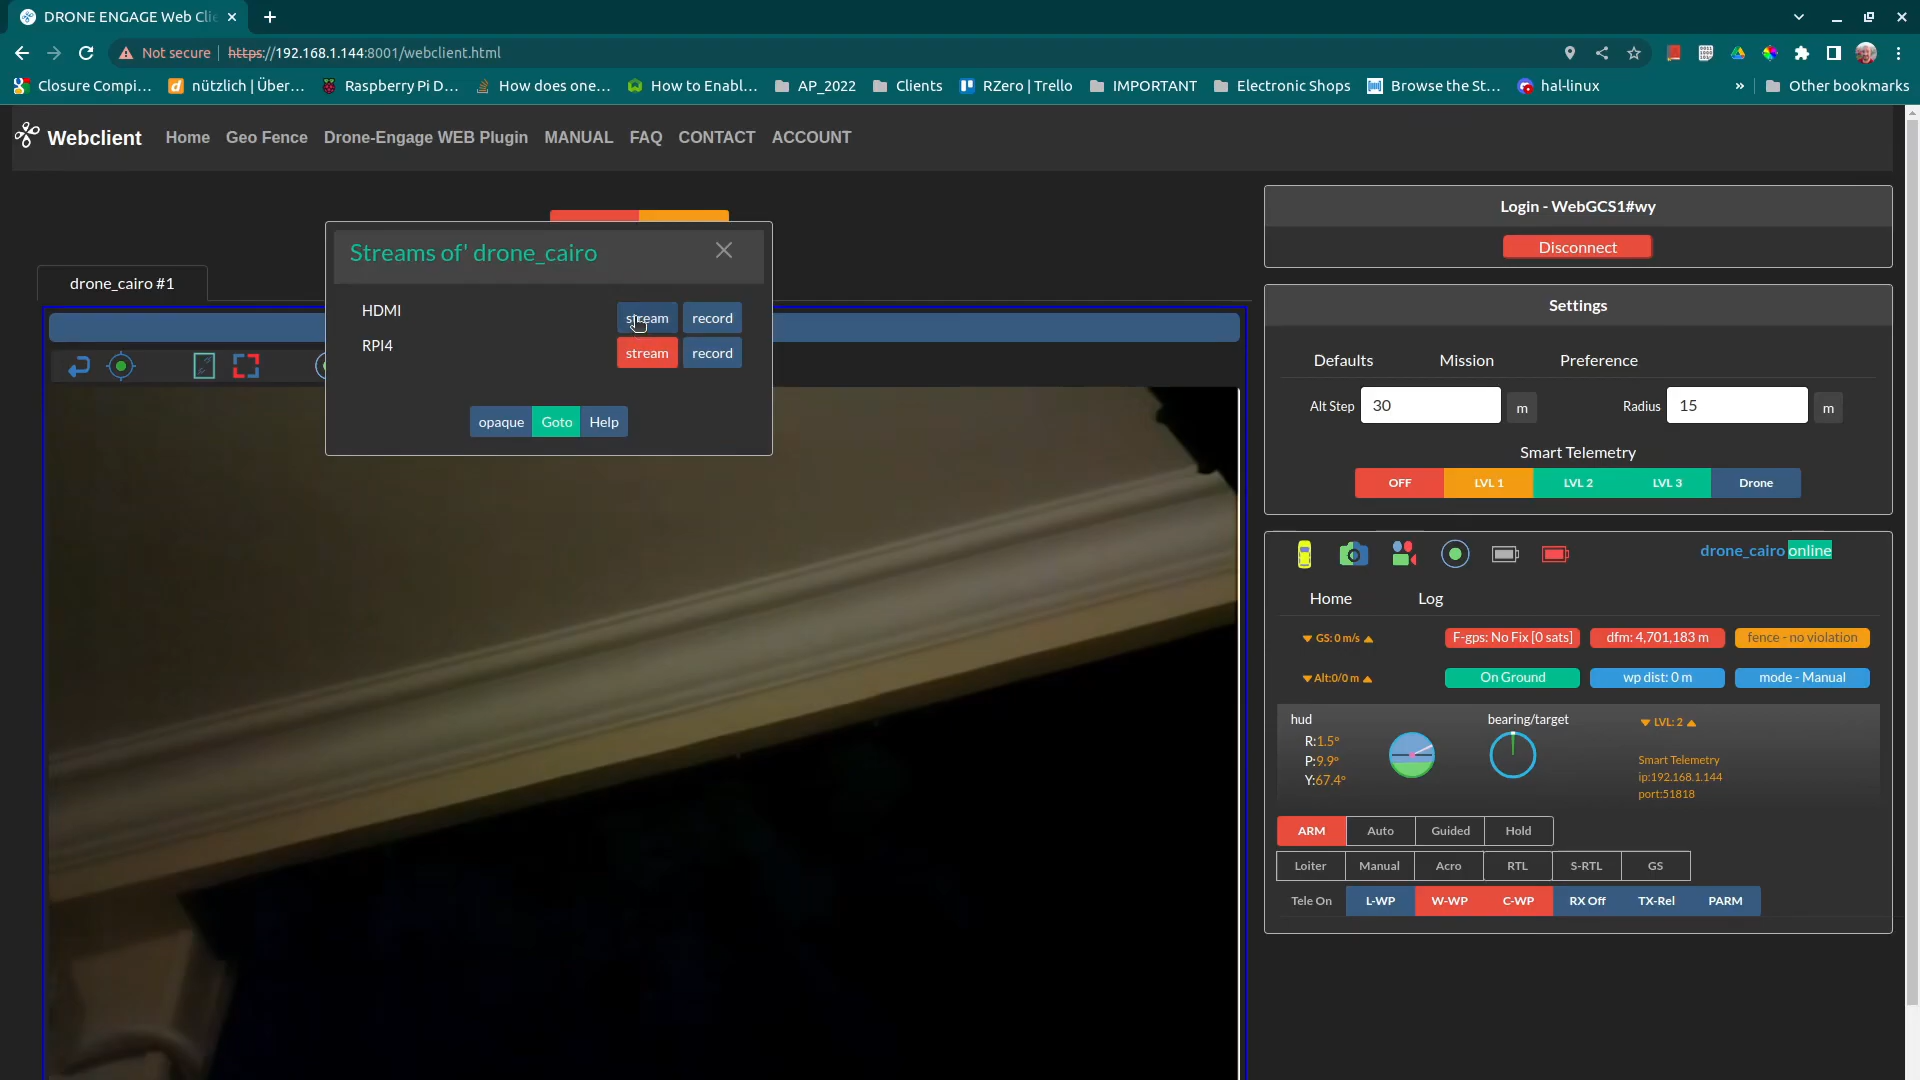 DRONE ENGAGE Web Clie
Not secure https://192.168.1.144:8001/webclient.html
Closure Compi… nützlich | Über… Raspberry Pi D… How does one… How to Enabl… AP_2022 Clients RZero | Trello IMPORTANT Electronic Shops Browse the St… hal-linux » Other bookmarks
Webclient Home Geo Fence Drone-Engage WEB Plugin MANUAL FAQ CONTACT ACCOUNT
Streams of' drone_cairo
drone_cairo #1
HDMI stream record
RPI4 stream record
opaque Goto Help
Login - WebGCS1#wy
Disconnect
Settings
Defaults Mission Preference
Alt Step 30 m Radius 15 m
Smart Telemetry
OFF LVL 1 LVL 2 LVL 3 Drone
drone_cairo online
Home Log
GS: 0 m/s F-gps: No Fix [0 sats] dfm: 4,701,183 m fence - no violation
Alt:0/0 m On Ground wp dist: 0 m mode - Manual
hud bearing/target LVL: 2
R:1.5°
P:9.9°
Y:67.4°
Smart Telemetry
ip:192.168.1.144
port:51818
ARM Auto Guided Hold
Loiter Manual Acro RTL S-RTL GS
Tele On L-WP W-WP C-WP RX Off TX-Rel PARM